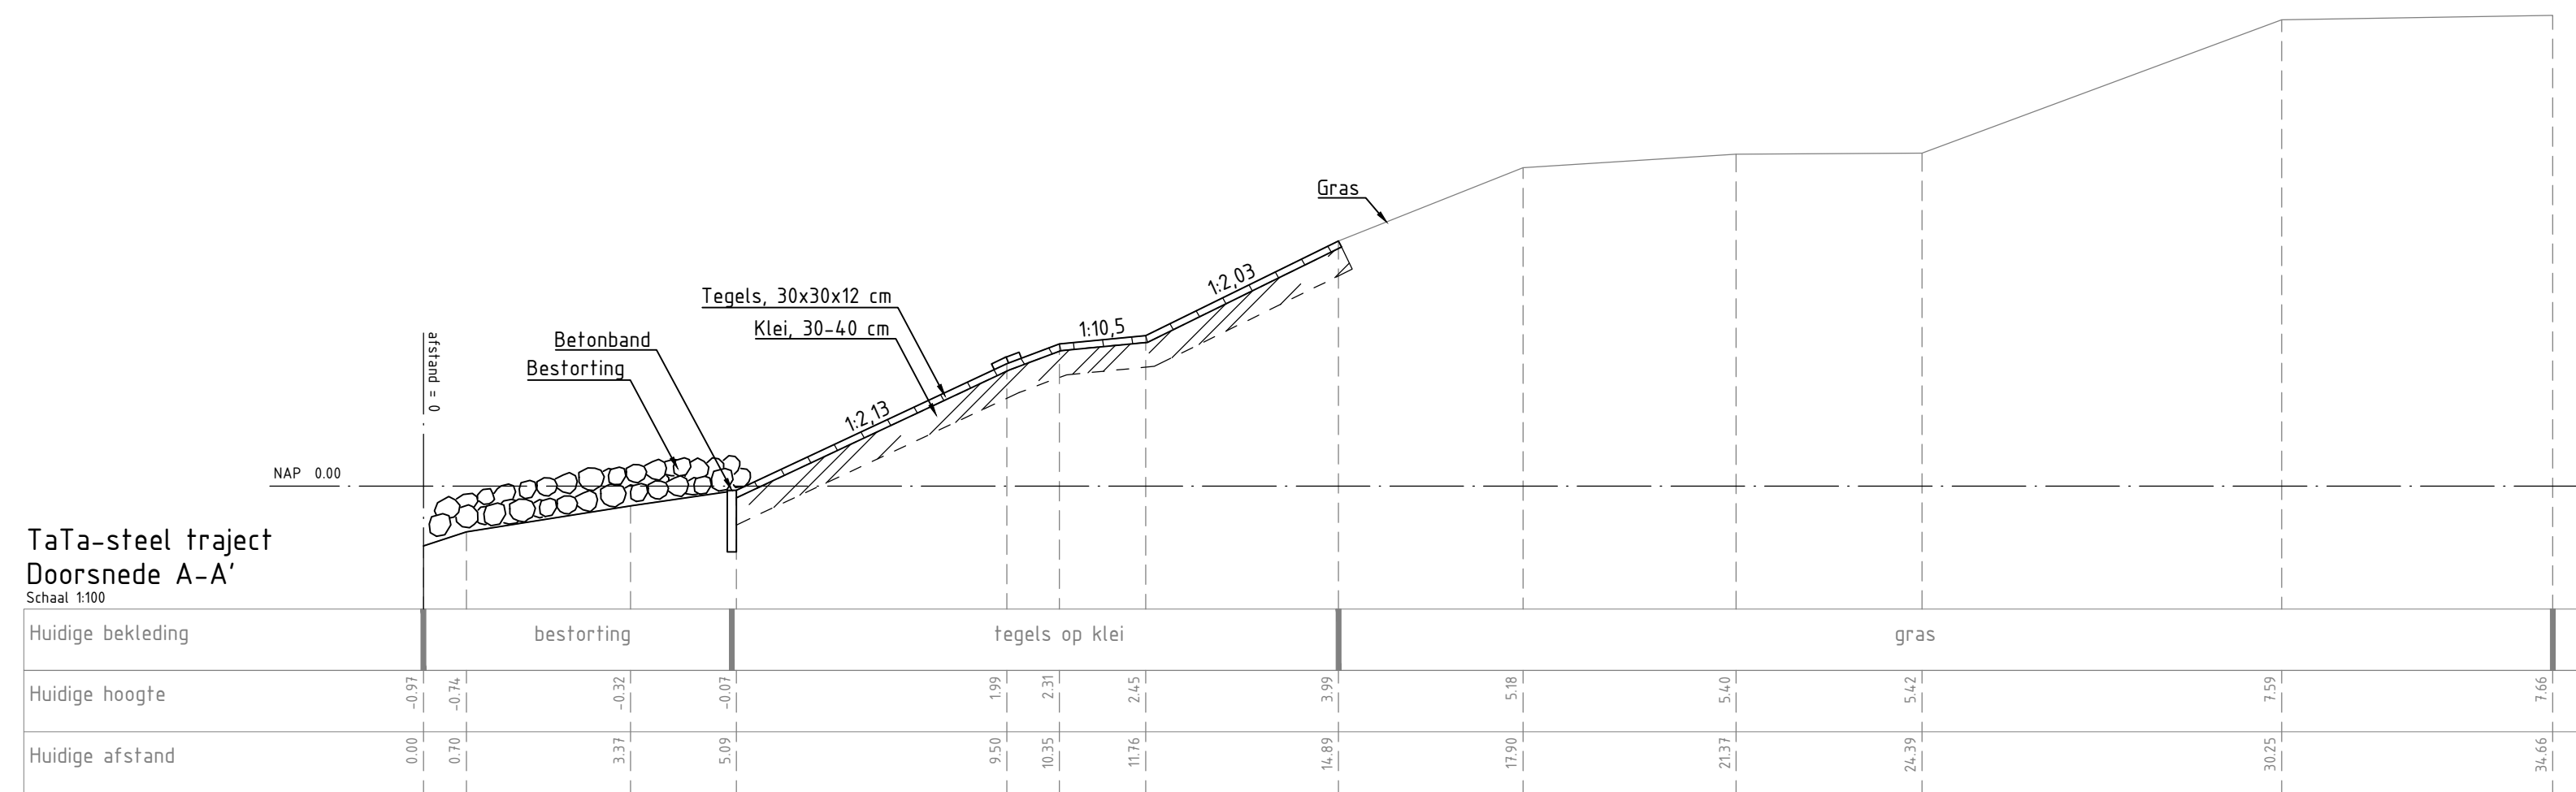 Gras
1:2,03
Tegels, 30x30x12 cm
1:10,5
Klei, 30-40 cm
Betonband
afstand = 0
Bestorting
1:2,13
NAP 0.00
TaTa-steel traject
Doorsnede A-A'
Schaal 1:100
Huidige bekleding bestorting tegels op klei gras
Huidige hoogte -0.97 -0.74 -0.32 -0.07 1.99 2.31 2.45 3.99 5.18 5.40 5.42 7.59 7.66
Huidige afstand 0.00 0.70 3.37 5.09 9.50 10.35 11.76 14.89 17.90 21.37 24.39 30.25 34.66